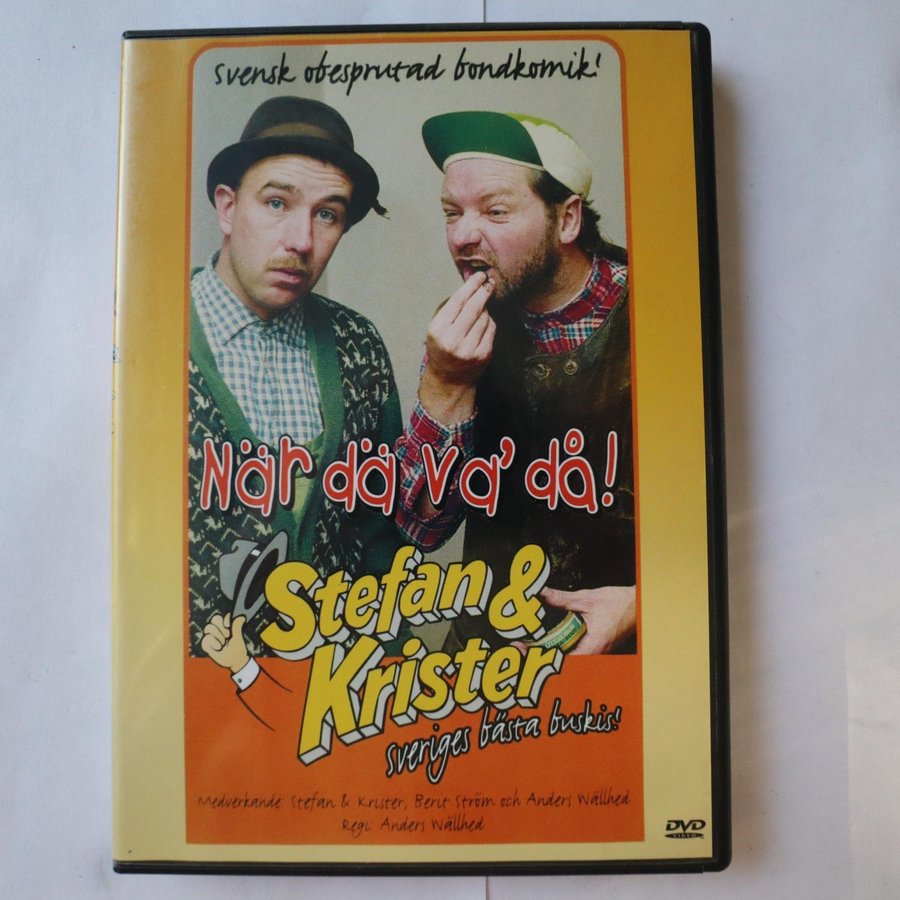 Svensk obesprutad bondkomik!
När dä va' då!
Stefan &
Krister
Sveriges bästa buskis!
Medverkande: Stefan & Krister, Berit Ström och Anders Wällhed
Regi: Anders Wällhed
DVD
VIDEO